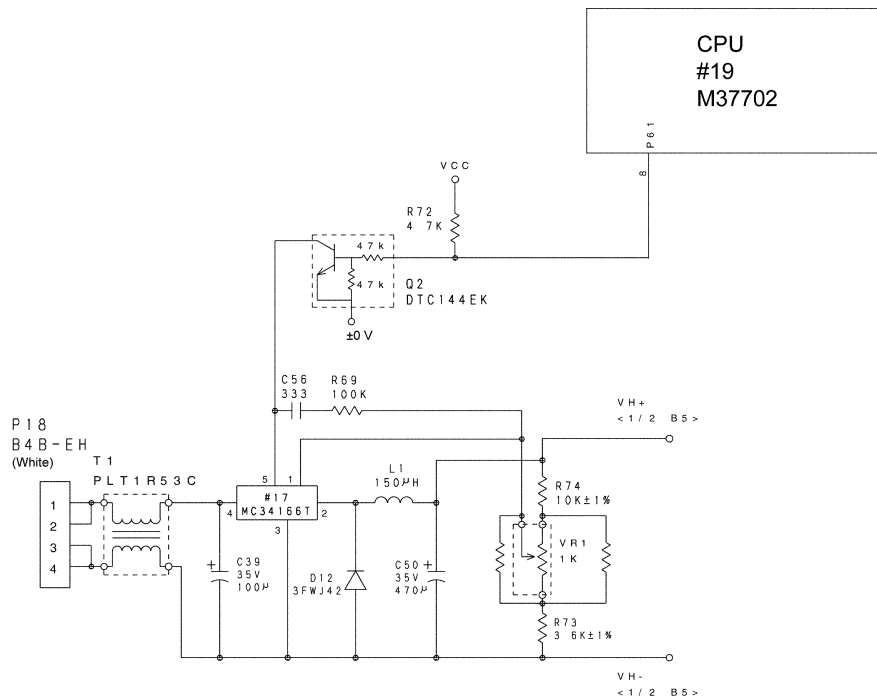 CPU
#19
M37702
P61
8
VCC
R72
4 7K
47k
47k
Q2
DTC144EK
±0V
C56
333
R69
100K
VH+
<1/2 B5>
P18
B4B-EH
(White)
T1
PLT1R53C
1
2
3
4
5
1
#17
MC34166T
4
2
3
L1
150μH
R74
10K±1%
VR1
1K
C39
35V
100μ
D12
3FWJ42
C50
35V
470μ
R73
3 6K±1%
VH-
<1/2 B5>